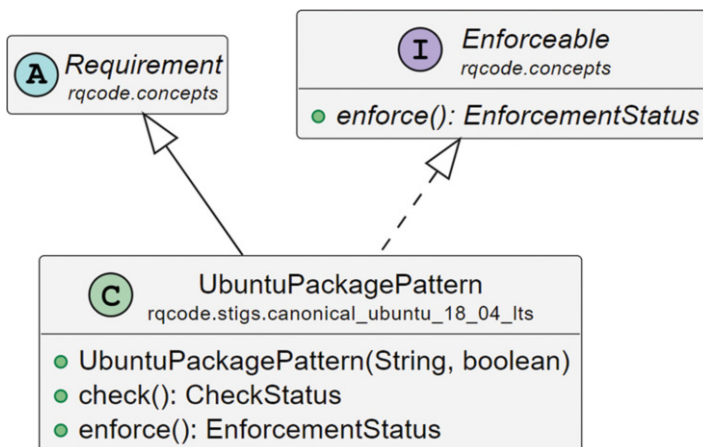 A Requirement
rqcode.concepts
I Enforceable
rqcode.concepts
enforce(): EnforcementStatus
C UbuntuPackagePattern
rqcode.stigs.canonical_ubuntu_18_04_lts
UbuntuPackagePattern(String, boolean)
check(): CheckStatus
enforce(): EnforcementStatus